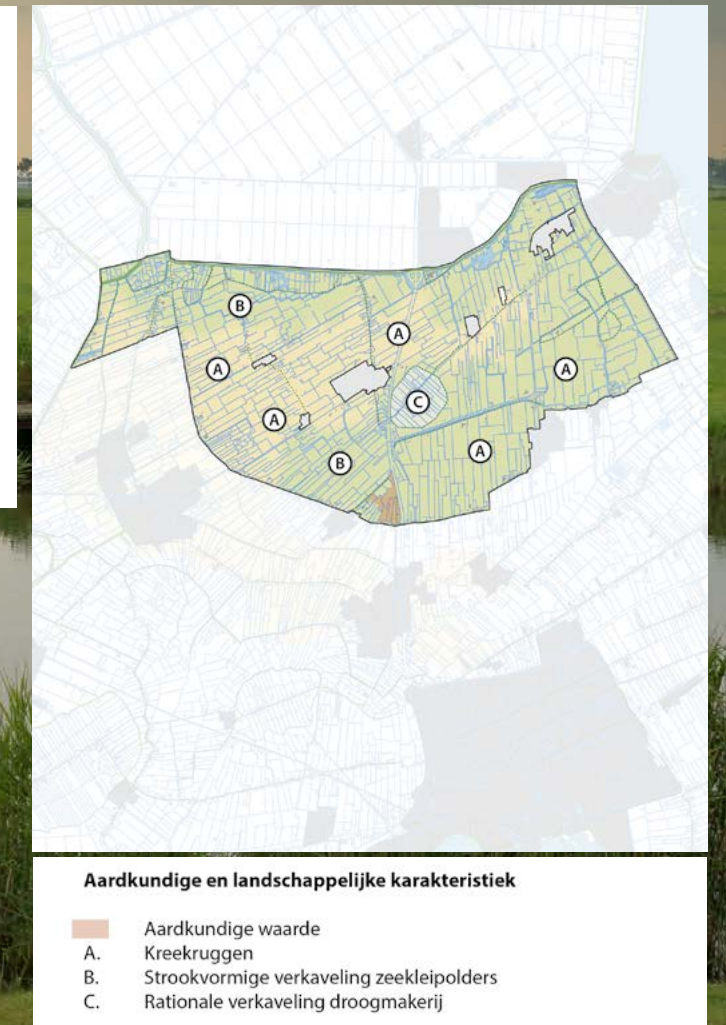 B
A
A
A
C
A
B
A
Aardkundige en landschappelijke karakteristiek
Aardkundige waarde
A. Kreekruggen
B. Strookvormige verkaveling zeekleipolders
C. Rationale verkaveling droogmakerij